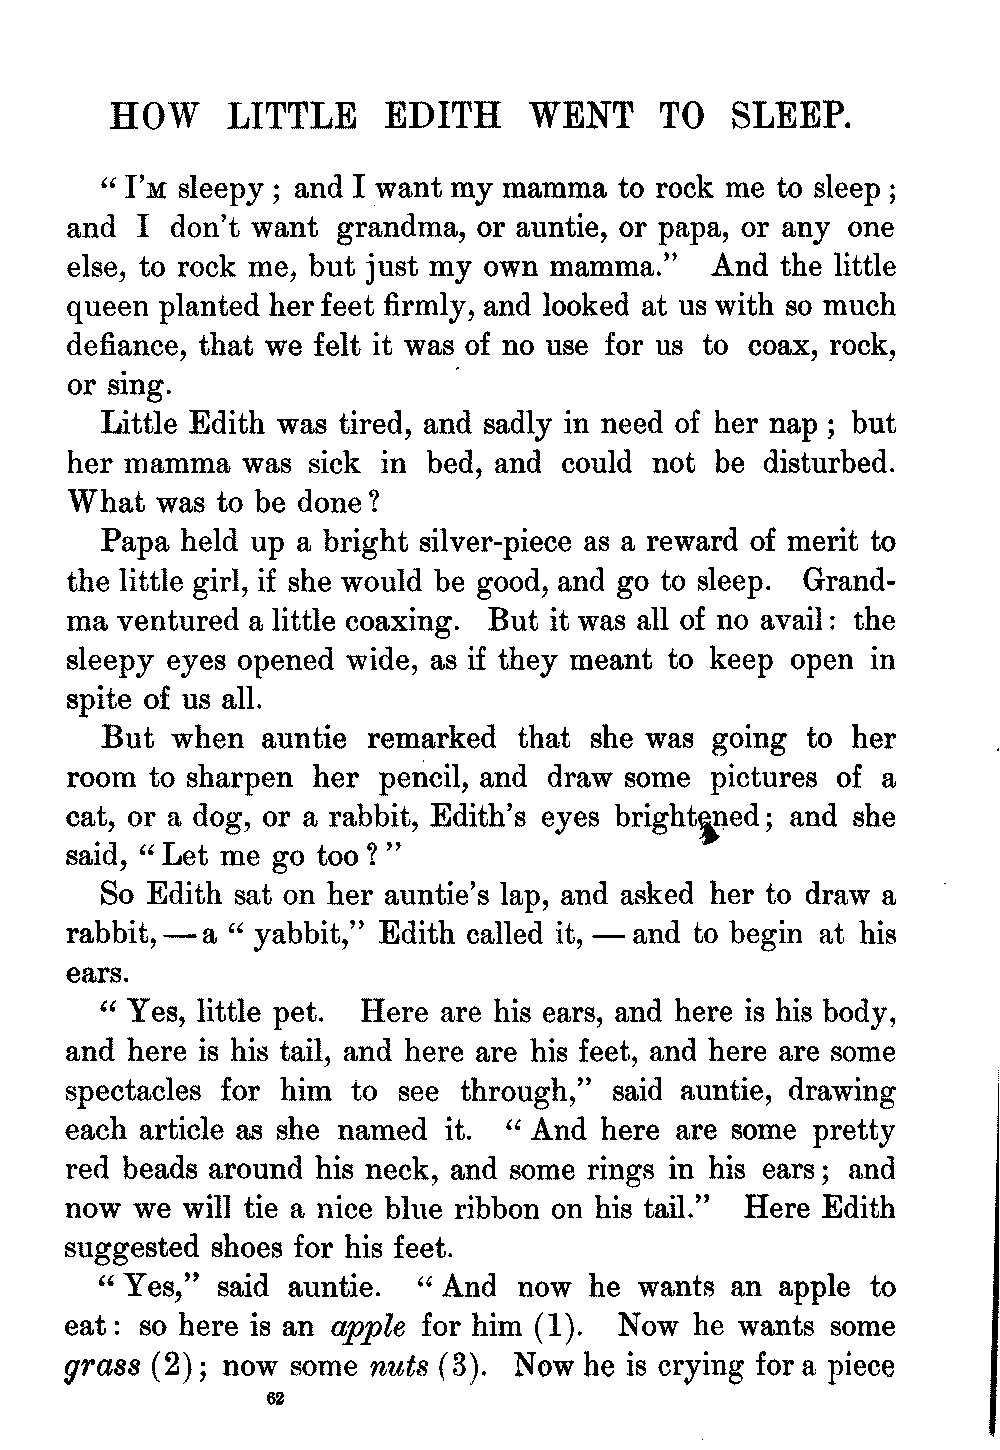 HOW LITTLE EDITH WENT TO SLEEP.
“ I’M sleepy ; and I want my mamma to rock me to sleep ;
and I don’t want grandma, or auntie, or papa, or any one
else, to rock me, but just my own mamma.” And the little
queen planted her feet firmly, and looked at us with so much
defiance, that we felt it was of no use for us to coax, rock,
or sing.
Little Edith was tired, and sadly in need of her nap ; but
her mamma was sick in bed, and could not be disturbed.
What was to be done ?
Papa held up a bright silver-piece as a reward of merit to
the little girl, if she would be good, and go to sleep. Grand-
ma ventured a little coaxing. But it was all of no avail : the
sleepy eyes opened wide, as if they meant to keep open in
spite of us all.
But when auntie remarked that she was going to her
room to sharpen her pencil, and draw some pictures of a
cat, or a dog, or a rabbit, Edith’s eyes brightened ; and she
said, “ Let me go too ? ”
So Edith sat on her auntie’s lap, and asked her to draw a
rabbit, — a “ yabbit,” Edith called it, — and to begin at his
ears.
“ Yes, little pet. Here are his ears, and here is his body,
and here is his tail, and here are his feet, and here are some
spectacles for him to see through,” said auntie, drawing
each article as she named it. “ And here are some pretty
red beads around his neck, and some rings in his ears ; and
now we will tie a nice blue ribbon on his tail.” Here Edith
suggested shoes for his feet.
“ Yes,” said auntie. “ And now he wants an apple to
eat : so here is an apple for him (1). Now he wants some
grass (2) ; now some nuts (3). Now he is crying for a piece
62